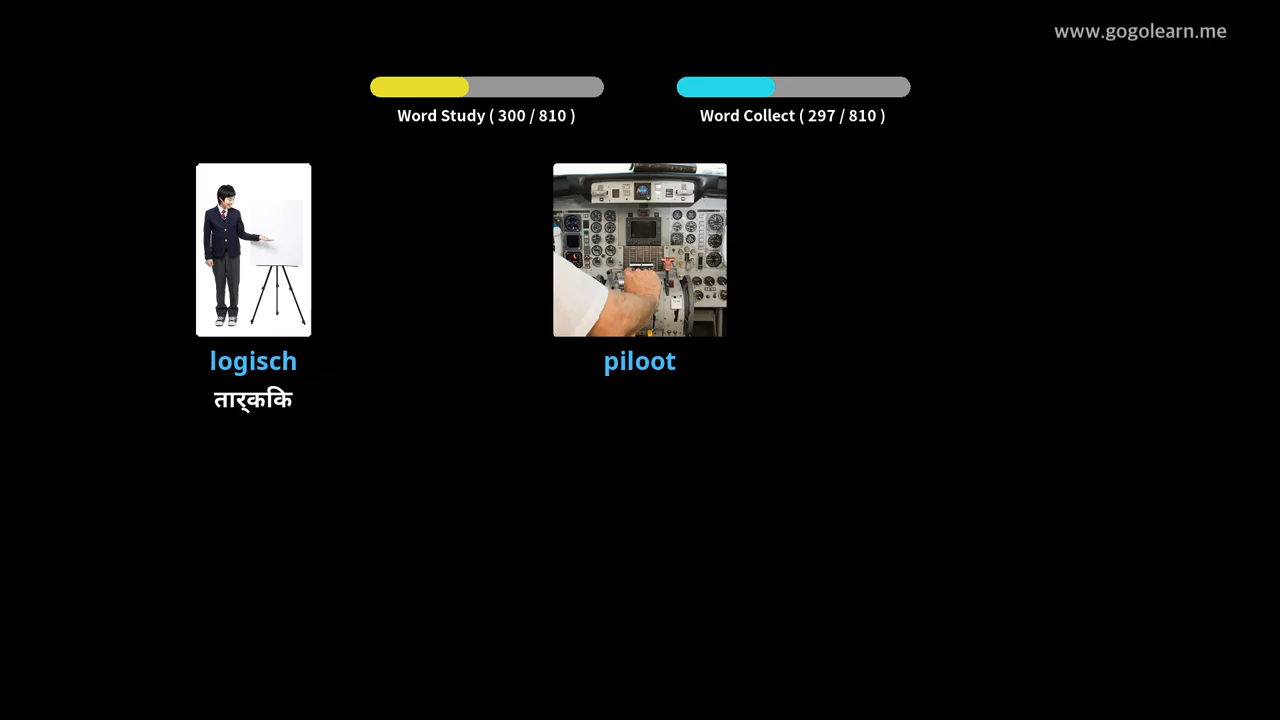 www.gogolearn.me
Word Study ( 300 / 810 )
Word Collect ( 297 / 810 )
logisch
piloot
तार्ककि